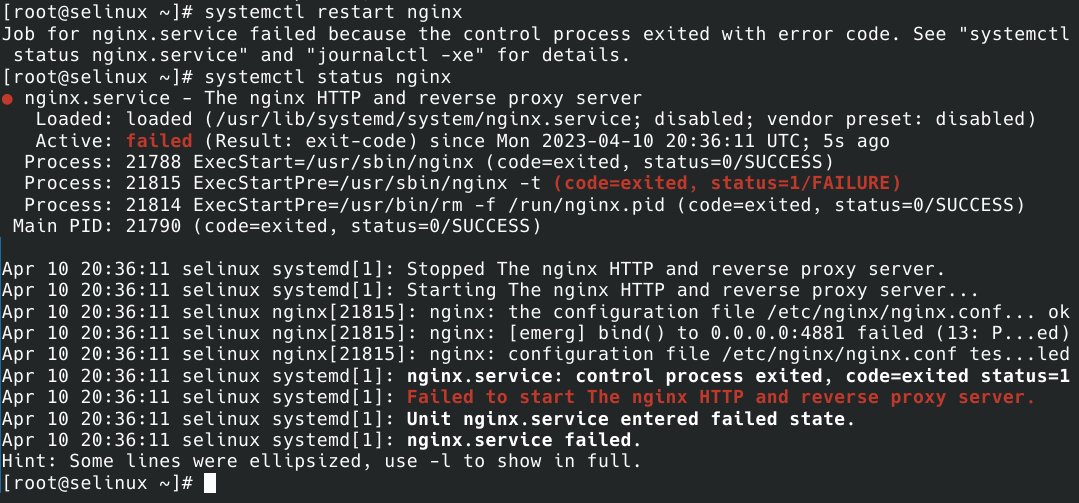 [root@selinux ~]# systemctl restart nginx
Job for nginx.service failed because the control process exited with error code. See "systemctl
 status nginx.service" and "journalctl -xe" for details.
[root@selinux ~]# systemctl status nginx
● nginx.service - The nginx HTTP and reverse proxy server
   Loaded: loaded (/usr/lib/systemd/system/nginx.service; disabled; vendor preset: disabled)
   Active: failed (Result: exit-code) since Mon 2023-04-10 20:36:11 UTC; 5s ago
  Process: 21788 ExecStart=/usr/sbin/nginx (code=exited, status=0/SUCCESS)
  Process: 21815 ExecStartPre=/usr/sbin/nginx -t (code=exited, status=1/FAILURE)
  Process: 21814 ExecStartPre=/usr/bin/rm -f /run/nginx.pid (code=exited, status=0/SUCCESS)
 Main PID: 21790 (code=exited, status=0/SUCCESS)

Apr 10 20:36:11 selinux systemd[1]: Stopped The nginx HTTP and reverse proxy server.
Apr 10 20:36:11 selinux systemd[1]: Starting The nginx HTTP and reverse proxy server...
Apr 10 20:36:11 selinux nginx[21815]: nginx: the configuration file /etc/nginx/nginx.conf... ok
Apr 10 20:36:11 selinux nginx[21815]: nginx: [emerg] bind() to 0.0.0.0:4881 failed (13: P...ed)
Apr 10 20:36:11 selinux nginx[21815]: nginx: configuration file /etc/nginx/nginx.conf tes...led
Apr 10 20:36:11 selinux systemd[1]: nginx.service: control process exited, code=exited status=1
Apr 10 20:36:11 selinux systemd[1]: Failed to start The nginx HTTP and reverse proxy server.
Apr 10 20:36:11 selinux systemd[1]: Unit nginx.service entered failed state.
Apr 10 20:36:11 selinux systemd[1]: nginx.service failed.
Hint: Some lines were ellipsized, use -l to show in full.
[root@selinux ~]#